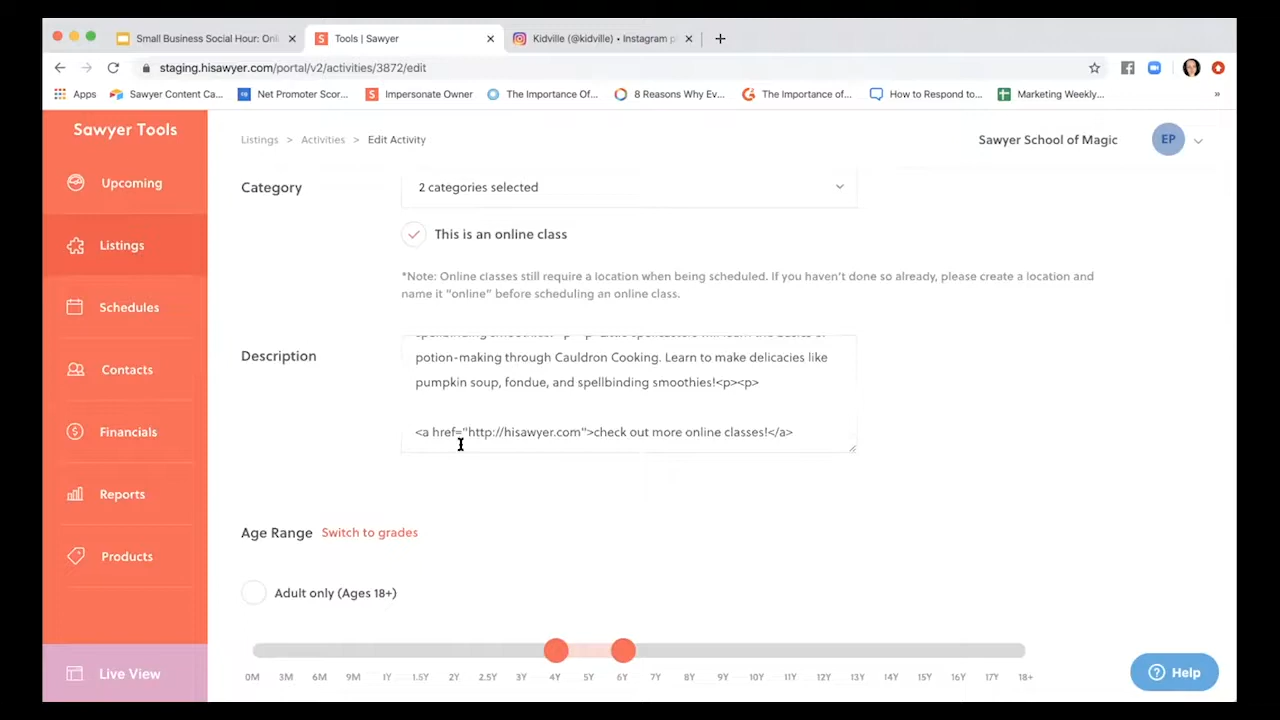 Small Business Social Hour: Onli
Tools | Sawyer
Kidville (@kidville) • Instagram p
staging.hisawyer.com/portal/v2/activities/3872/edit
Apps
Sawyer Content Ca...
Net Promoter Scor...
Impersonate Owner
The Importance Of...
8 Reasons Why Ev...
The Importance of...
How to Respond to...
Marketing Weekly...
Sawyer Tools
Listings > Activities > Edit Activity
Sawyer School of Magic
EP
Upcoming
Listings
Schedules
Contacts
Financials
Reports
Products
Live View
Category
2 categories selected
This is an online class
*Note: Online classes still require a location when being scheduled. If you haven't done so already, please create a location and
name it "online" before scheduling an online class.
Description
potion-making through Cauldron Cooking. Learn to make delicacies like
pumpkin soup, fondue, and spellbinding smoothies!<p><p>
<a href="http://hisawyer.com">check out more online classes!</a>
Age Range Switch to grades
Adult only (Ages 18+)
0M 3M 6M 9M 1Y 1.5Y 2Y 2.5Y 3Y 4Y 5Y 6Y 7Y 8Y 9Y 10Y 11Y 12Y 13Y 14Y 15Y 16Y 17Y 18+
Help